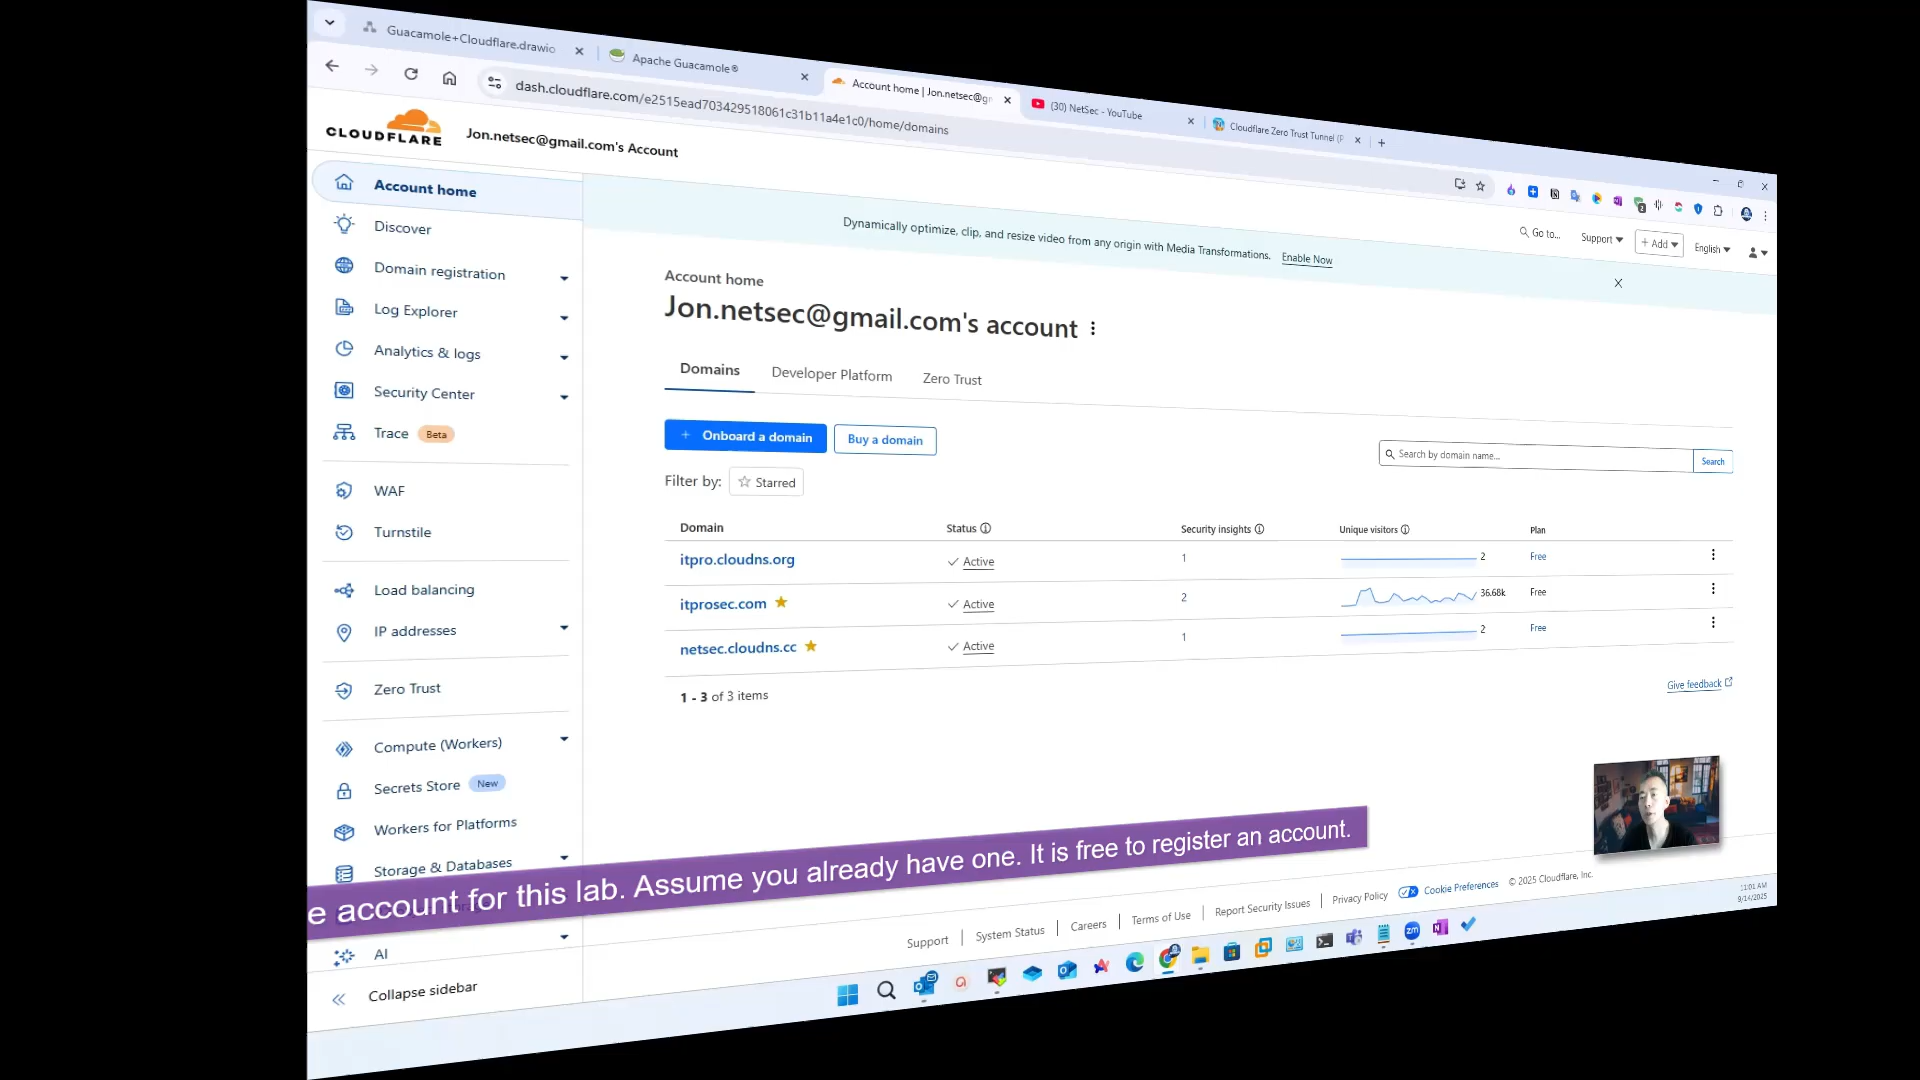 Guacamole+Cloudflare.drawio
Apache Guacamole®
Account home | Jon.netsec@gr
(30) NetSec - YouTube
Cloudflare Zero Trust Tunnel (F
dash.cloudflare.com/e2515ead703429518061c31b11a4e1c0/home/domains
CLOUDFLARE
Jon.netsec@gmail.com's Account
Go to...
Support
+ Add
English
Dynamically optimize, clip, and resize video from any origin with Media Transformations. Enable Now
Account home
Discover
Domain registration
Log Explorer
Analytics & logs
Security Center
Trace Beta
WAF
Turnstile
Load balancing
IP addresses
Zero Trust
Compute (Workers)
Secrets Store New
Workers for Platforms
Storage & Databases
AI
Collapse sidebar
Account home
Jon.netsec@gmail.com's account
Domains Developer Platform Zero Trust
+ Onboard a domain
Buy a domain
Search by domain name...
Search
Filter by: Starred
Domain Status Security insights Unique visitors Plan
itpro.cloudns.org Active 1 2 Free
itprosec.com Active 2 36.68k Free
netsec.cloudns.cc Active 1 2 Free
1 - 3 of 3 items
Give feedback
e account for this lab. Assume you already have one. It is free to register an account.
Support System Status Careers Terms of Use Report Security Issues Privacy Policy Cookie Preferences © 2025 Cloudflare, Inc.
zm
11:01 AM
9/14/2025